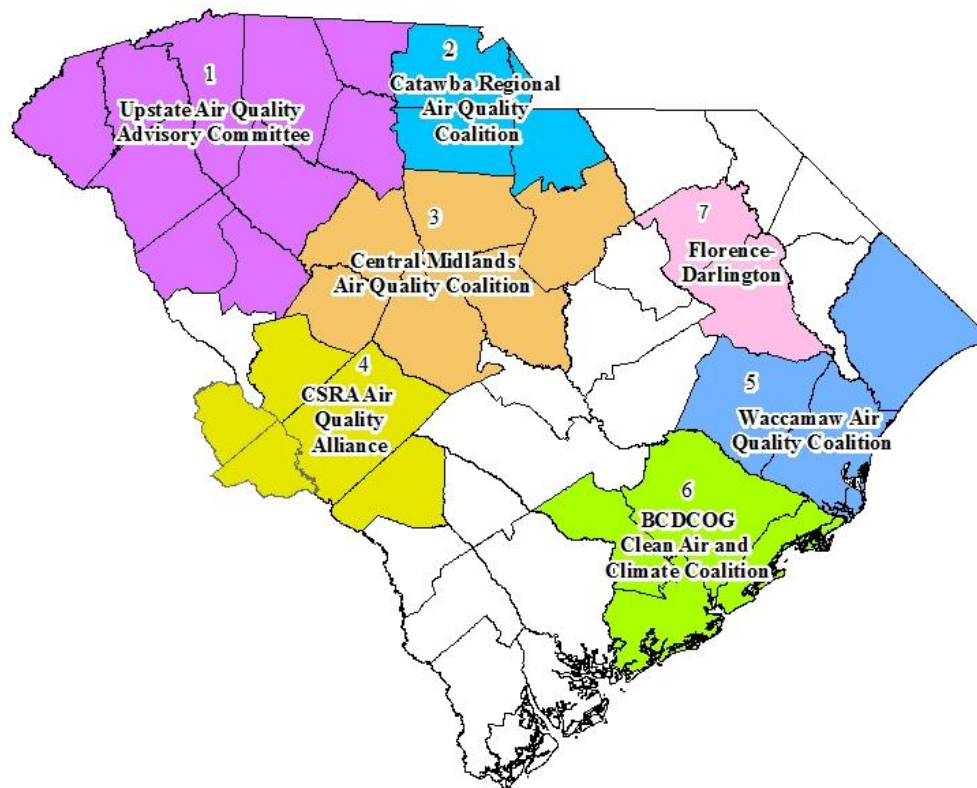 1
Upstate Air Quality
Advisory Committee
2
Catawba Regional
Air Quality
Coalition
3
Central Midlands
Air Quality Coalition
7
Florence-
Darlington
4
CSRA Air
Quality
Alliance
5
Waccamaw Air
Quality Coalition
6
BCDCOG
Clean Air and
Climate Coalition